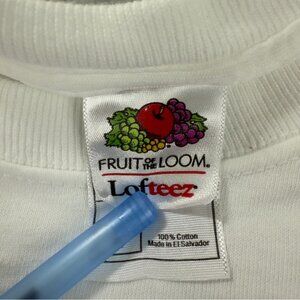 FRUIT OF THE LOOM®
Lofteez
100% Cotton
Made in El Salvador